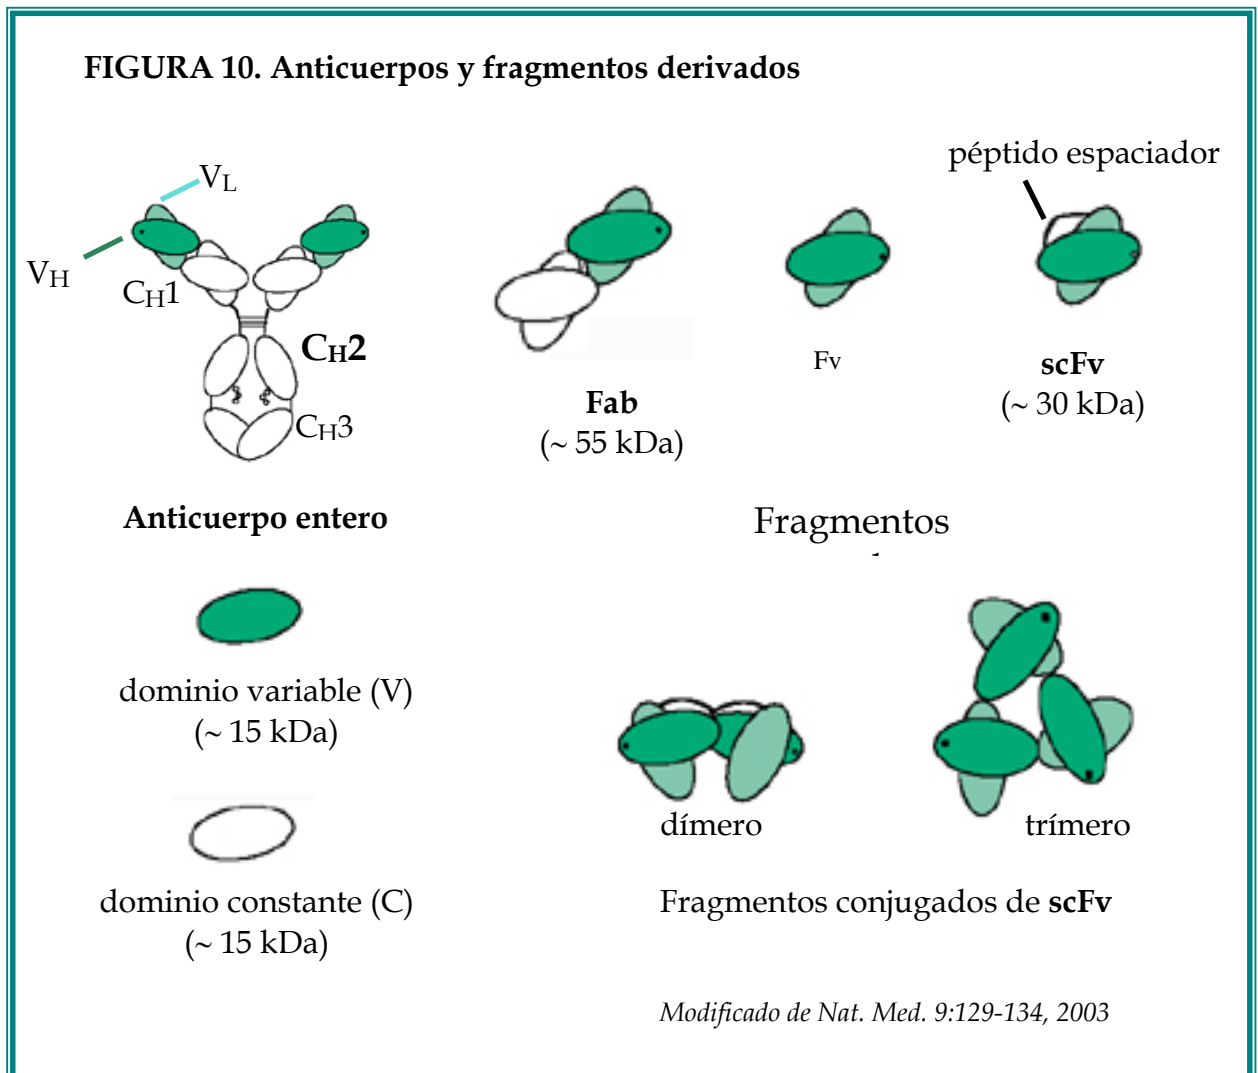 FIGURA 10. Anticuerpos y fragmentos derivados
péptido espaciador
VL
VH
CH1
CH2
CH3
Fab
(~ 55 kDa)
Fv
scFv
(~ 30 kDa)
Anticuerpo entero
Fragmentos
dominio variable (V)
(~ 15 kDa)
dímero
trímero
dominio constante (C)
(~ 15 kDa)
Fragmentos conjugados de scFv
Modificado de Nat. Med. 9:129-134, 2003